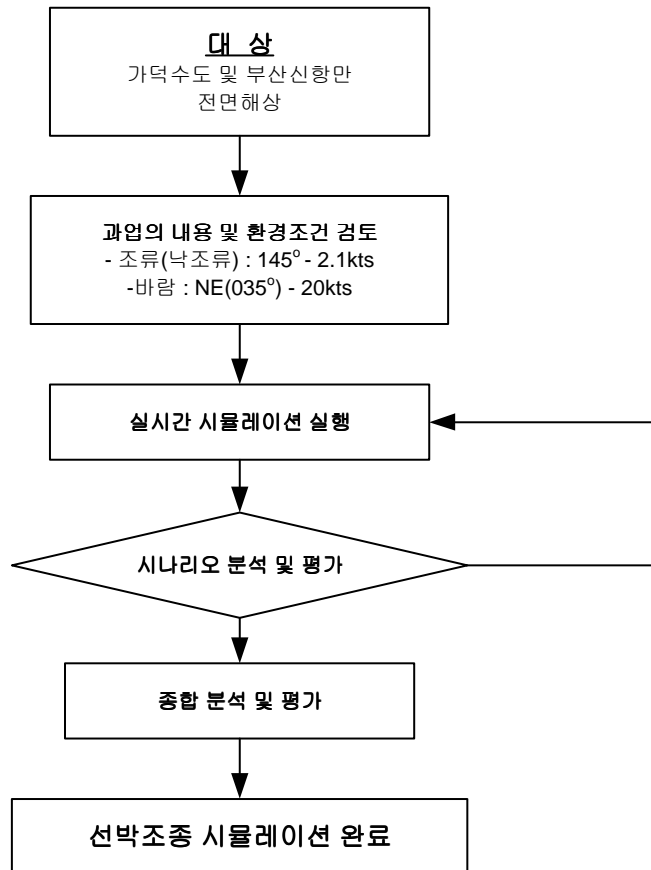 대 상
가덕수도 및 부산신항만
전면해상
과업의 내용 및 환경조건 검토
- 조류(낙조류) : 145° - 2.1kts
-바람 : NE(035°) - 20kts
실시간 시뮬레이션 실행
시나리오 분석 및 평가
종합 분석 및 평가
선박조종 시뮬레이션 완료